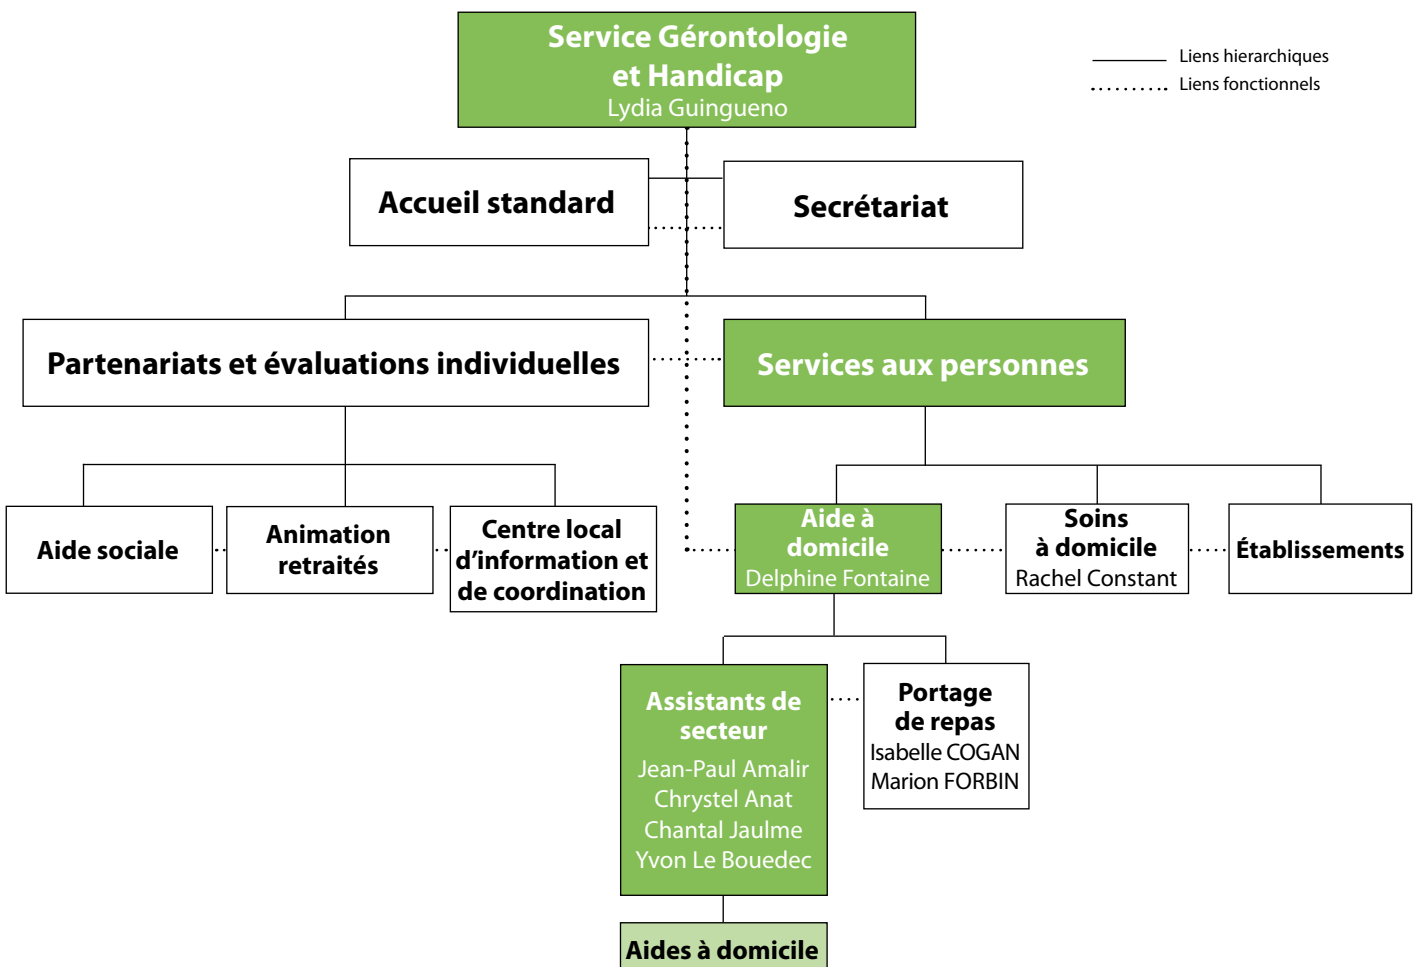 Service Gérontologie
et Handicap
Lydia Guingueno
Liens hierarchiques
Liens fonctionnels
Accueil standard
Secrétariat
Partenariats et évaluations individuelles
Services aux personnes
Aide sociale
Animation
retraités
Centre local
d'information et
de coordination
Aide à
domicile
Delphine Fontaine
Soins
à domicile
Rachel Constant
Établissements
Assistants de
secteur
Jean-Paul Amalir
Chrystel Anat
Chantal Jaulme
Yvon Le Bouedec
Portage
de repas
Isabelle COGAN
Marion FORBIN
Aides à domicile